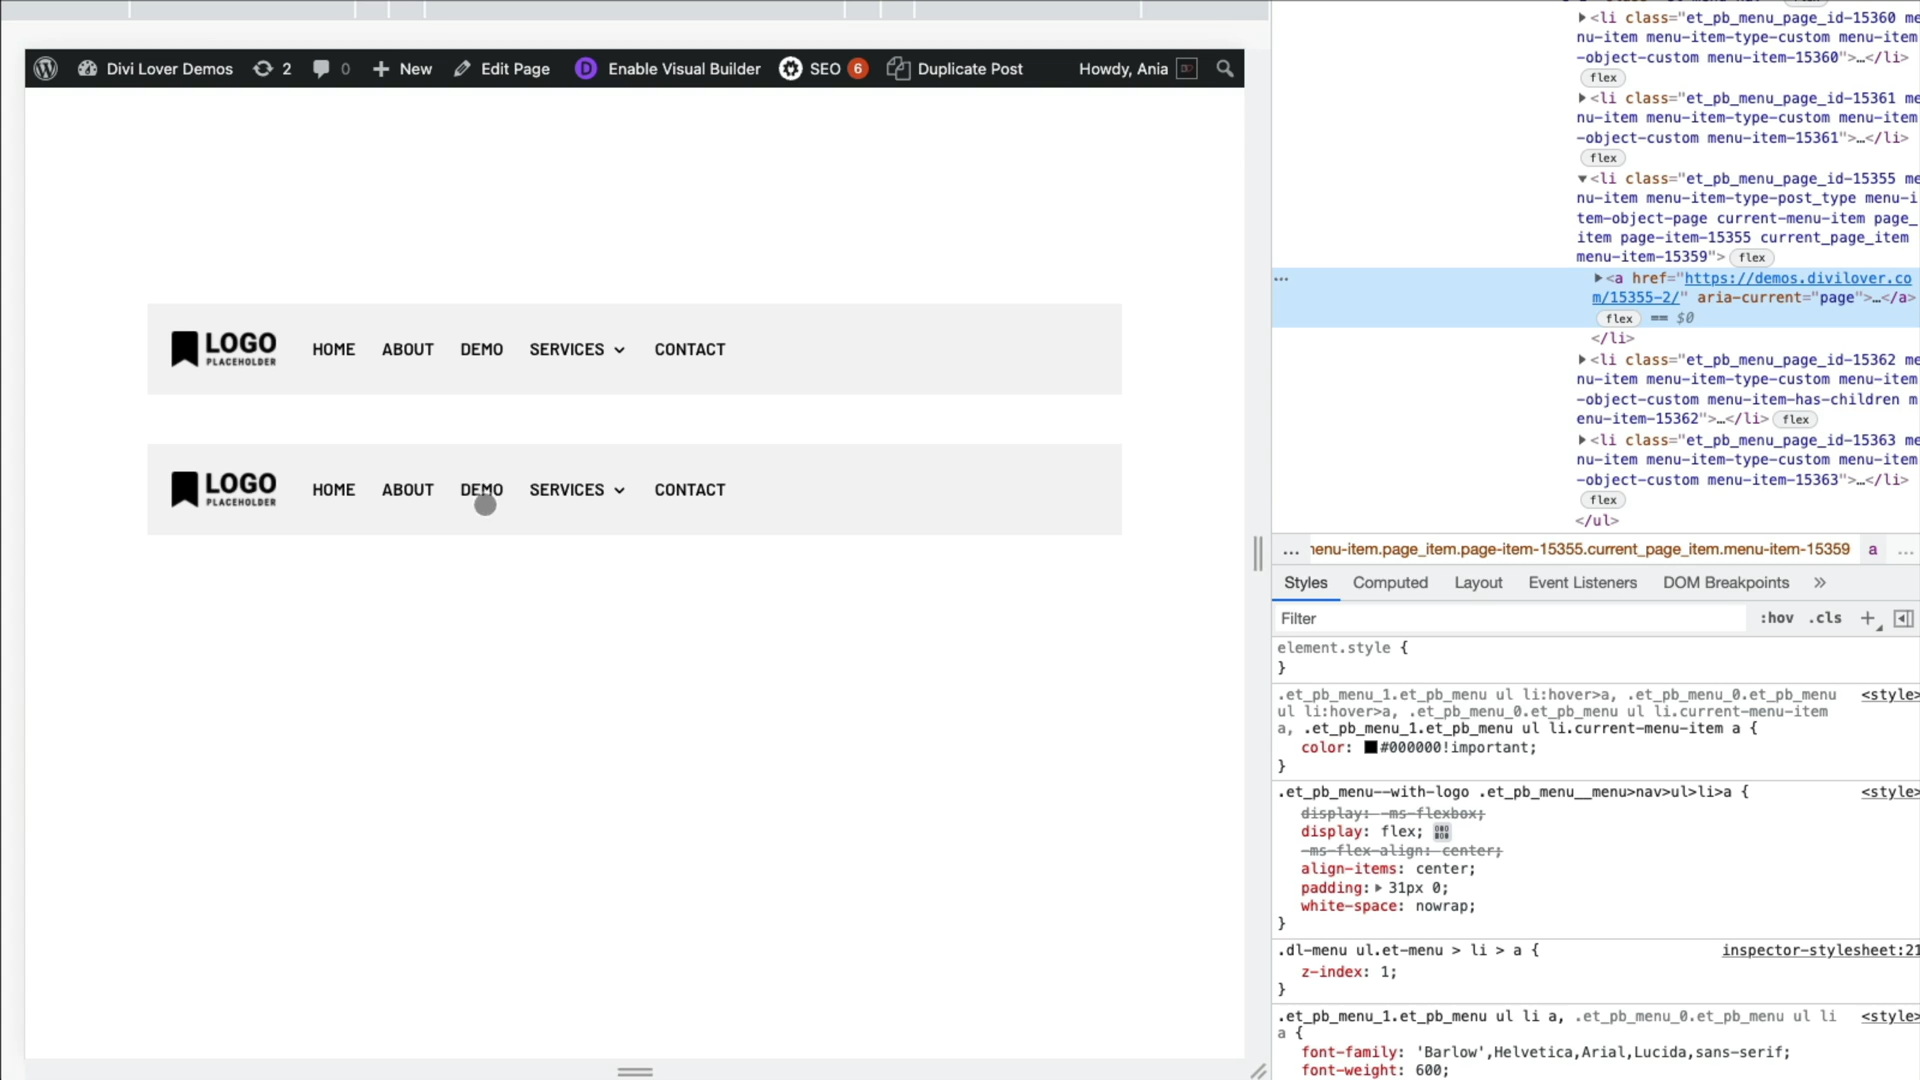 Divi Lover Demos 2 0 New Edit Page D Enable Visual Builder SEO 6 Duplicate Post Howdy, Ania
LOGO PLACEHOLDER HOME ABOUT DEMO SERVICES CONTACT
LOGO PLACEHOLDER HOME ABOUT DEMO SERVICES CONTACT
<li class="et_pb_menu_page_id-15360 me
nu-item menu-item-type-custom menu-item
-object-custom menu-item-15360">…</li>
flex
<li class="et_pb_menu_page_id-15361 me
nu-item menu-item-type-custom menu-item
-object-custom menu-item-15361">…</li>
flex
<li class="et_pb_menu_page_id-15355 me
nu-item menu-item-type-post_type menu-i
tem-object-page current-menu-item page_
item page-item-15355 current_page_item
menu-item-15359"> flex
… <a href="https://demos.divilover.co
m/15355-2/" aria-current="page">…</a>
flex == $0
</li>
<li class="et_pb_menu_page_id-15362 me
nu-item menu-item-type-custom menu-item
-object-custom menu-item-has-children m
enu-item-15362">…</li> flex
<li class="et_pb_menu_page_id-15363 me
nu-item menu-item-type-custom menu-item
-object-custom menu-item-15363">…</li>
flex
</ul>
… enu-item.page_item.page-item-15355.current_page_item.menu-item-15359 a …
Styles Computed Layout Event Listeners DOM Breakpoints »
Filter :hov .cls +
element.style {
}
.et_pb_menu_1.et_pb_menu ul li:hover>a, .et_pb_menu_0.et_pb_menu <style>
ul li:hover>a, .et_pb_menu_0.et_pb_menu ul li.current-menu-item
a, .et_pb_menu_1.et_pb_menu ul li.current-menu-item a {
color: #000000!important;
}
.et_pb_menu--with-logo .et_pb_menu__menu>nav>ul>li>a { <style>
display: -ms-flexbox;
display: flex;
-ms-flex-align: center;
align-items: center;
padding: 31px 0;
white-space: nowrap;
}
.dl-menu ul.et-menu > li > a { inspector-stylesheet:21
z-index: 1;
}
.et_pb_menu_1.et_pb_menu ul li a, .et_pb_menu_0.et_pb_menu ul li <style>
a {
font-family: 'Barlow',Helvetica,Arial,Lucida,sans-serif;
font-weight: 600;